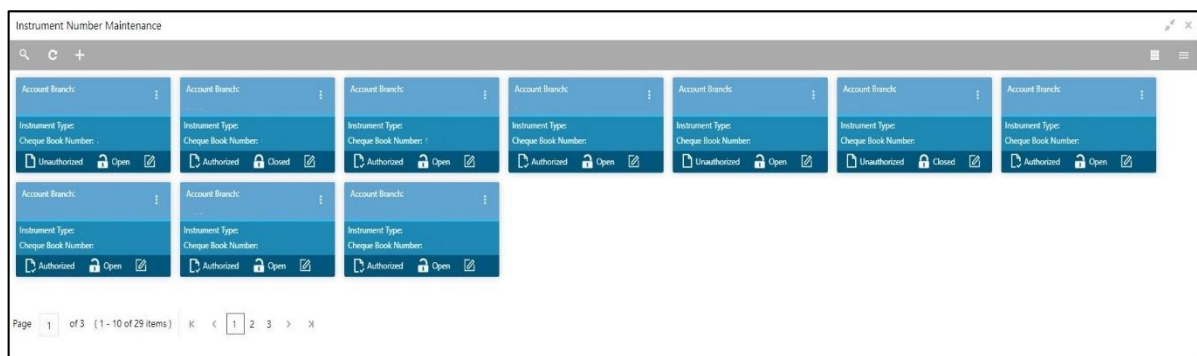 Instrument Number Maintenance
Account Branch: Account Branch: Account Branch: Account Branch: Account Branch: Account Branch: Account Branch:
Instrument Type: Instrument Type: Instrument Type: Instrument Type: Instrument Type: Instrument Type: Instrument Type:
Cheque Book Number: Cheque Book Number: Cheque Book Number: Cheque Book Number: Cheque Book Number: Cheque Book Number: Cheque Book Number:
Unauthorized Open Authorized Closed Authorized Open Authorized Open Unauthorized Open Unauthorized Closed Authorized Open
Account Branch: Account Branch: Account Branch:
Instrument Type: Instrument Type: Instrument Type:
Cheque Book Number: Cheque Book Number: Cheque Book Number:
Authorized Open Authorized Open Authorized Open
Page 1 of 3 (1 - 10 of 29 items) 1 2 3